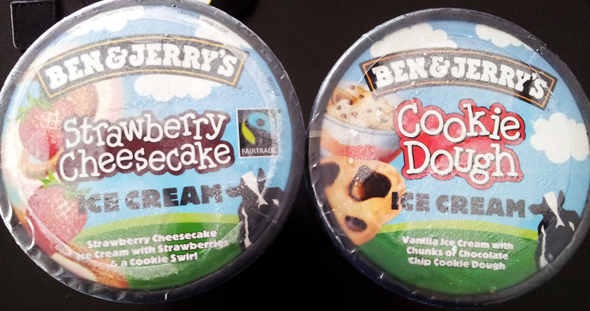 BEN & JERRY'S
Strawberry
Cheesecake
FAIRTRADE
ICE CREAM
Strawberry Cheesecake
Ice Cream with Strawberries
& a Cookie Swirl
BEN & JERRY'S
Cookie
Dough
ICE CREAM
Vanilla Ice Cream with
Chunks of Chocolate
Chip Cookie Dough